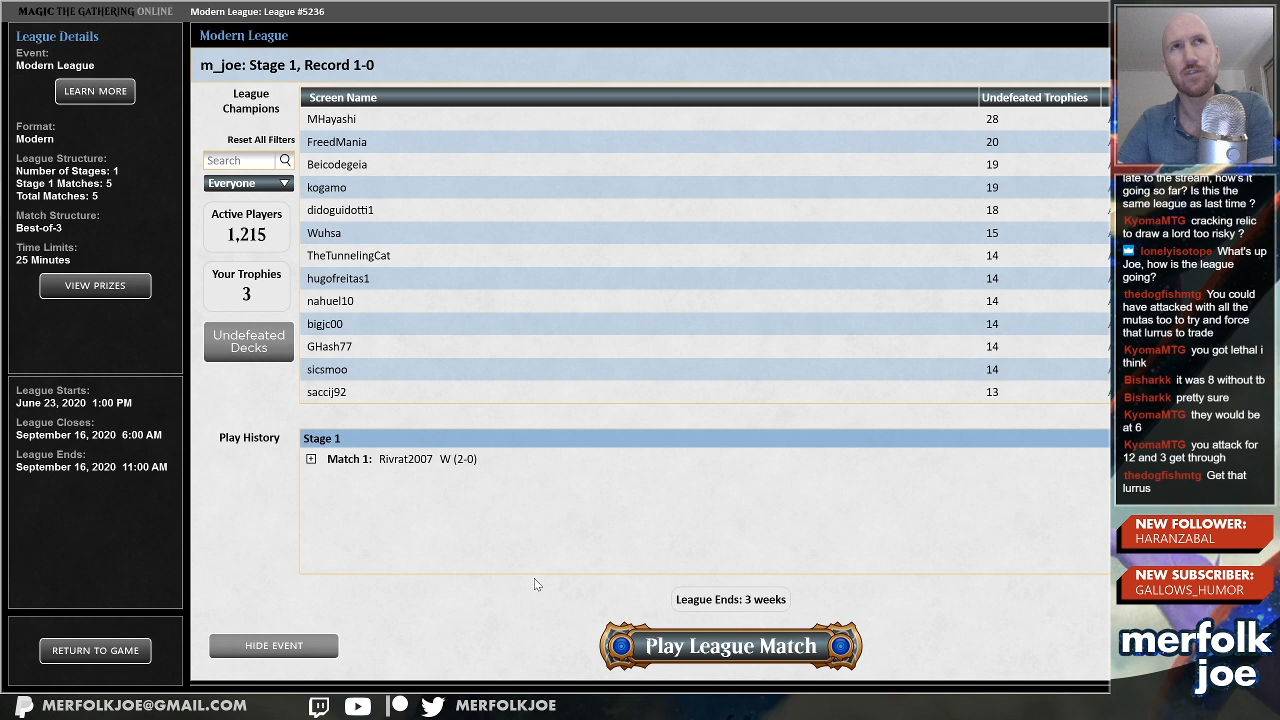 MAGIC THE GATHERING ONLINE
Modern League: League #5236
League Details
Event:
Modern League
LEARN MORE
Format:
Modern
League Structure:
Number of Stages: 1
Stage 1 Matches: 5
Total Matches: 5
Match Structure:
Best-of-3
Time Limits:
25 Minutes
VIEW PRIZES
League Starts:
June 23, 2020 1:00 PM
League Closes:
September 16, 2020 6:00 AM
League Ends:
September 16, 2020 11:00 AM
RETURN TO GAME
Modern League
m_joe: Stage 1, Record 1-0
League
Champions
Reset All Filters
Search
Everyone
Active Players
1,215
Your Trophies
3
Undefeated
Decks
Screen Name Undefeated Trophies
MHayashi 28
FreedMania 20
Beicodegeia 19
kogamo 19
didoguidotti1 18
Wuhsa 15
TheTunnelingCat 14
hugofreitas1 14
nahuel10 14
bigjc00 14
GHash77 14
sicsmoo 14
saccij92 13
Play History
Stage 1
Match 1: Rivrat2007 W (2-0)
League Ends: 3 weeks
HIDE EVENT
Play League Match
late to the stream, how's it
going so far? Is this the
same league as last time ?
KyomaMTG cracking relic
to draw a lord too risky ?
lonelyisotope What's up
Joe, how is the league
going?
thedogfishmtg You could
have attacked with all the
mutas too to try and force
that lurrus to trade
KyomaMTG you got lethal i
think
Bisharkk it was 8 without tb
Bisharkk pretty sure
KyomaMTG they would be
at 6
KyomaMTG you attack for
12 and 3 get through
thedogfishmtg Get that
lurrus
NEW FOLLOWER:
HARANZABAL
NEW SUBSCRIBER:
GALLOWS_HUMOR
merfolk
joe
MERFOLKJOE@GMAIL.COM
MERFOLKJOE